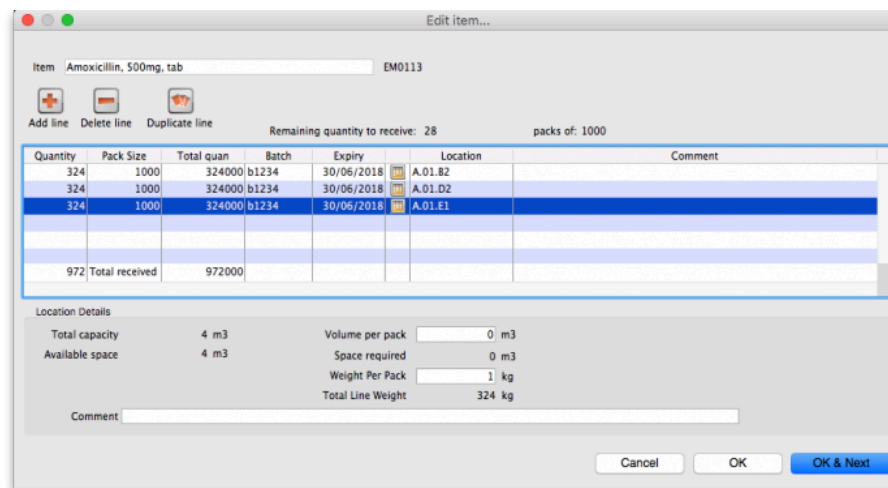 Edit item...
Item Amoxicillin, 500mg, tab EM0113
Add line Delete line Duplicate line
Remaining quantity to receive: 28 packs of: 1000
Quantity Pack Size Total quan Batch Expiry Location Comment
324 1000 324000 b1234 30/06/2018 A.01.B2
324 1000 324000 b1234 30/06/2018 A.01.D2
324 1000 324000 b1234 30/06/2018 A.01.E1
972 Total received 972000
Location Details
Total capacity 4 m3 Volume per pack 0 m3
Available space 4 m3 Space required 0 m3
Weight Per Pack 1 kg
Total Line Weight 324 kg
Comment
Cancel OK OK & Next